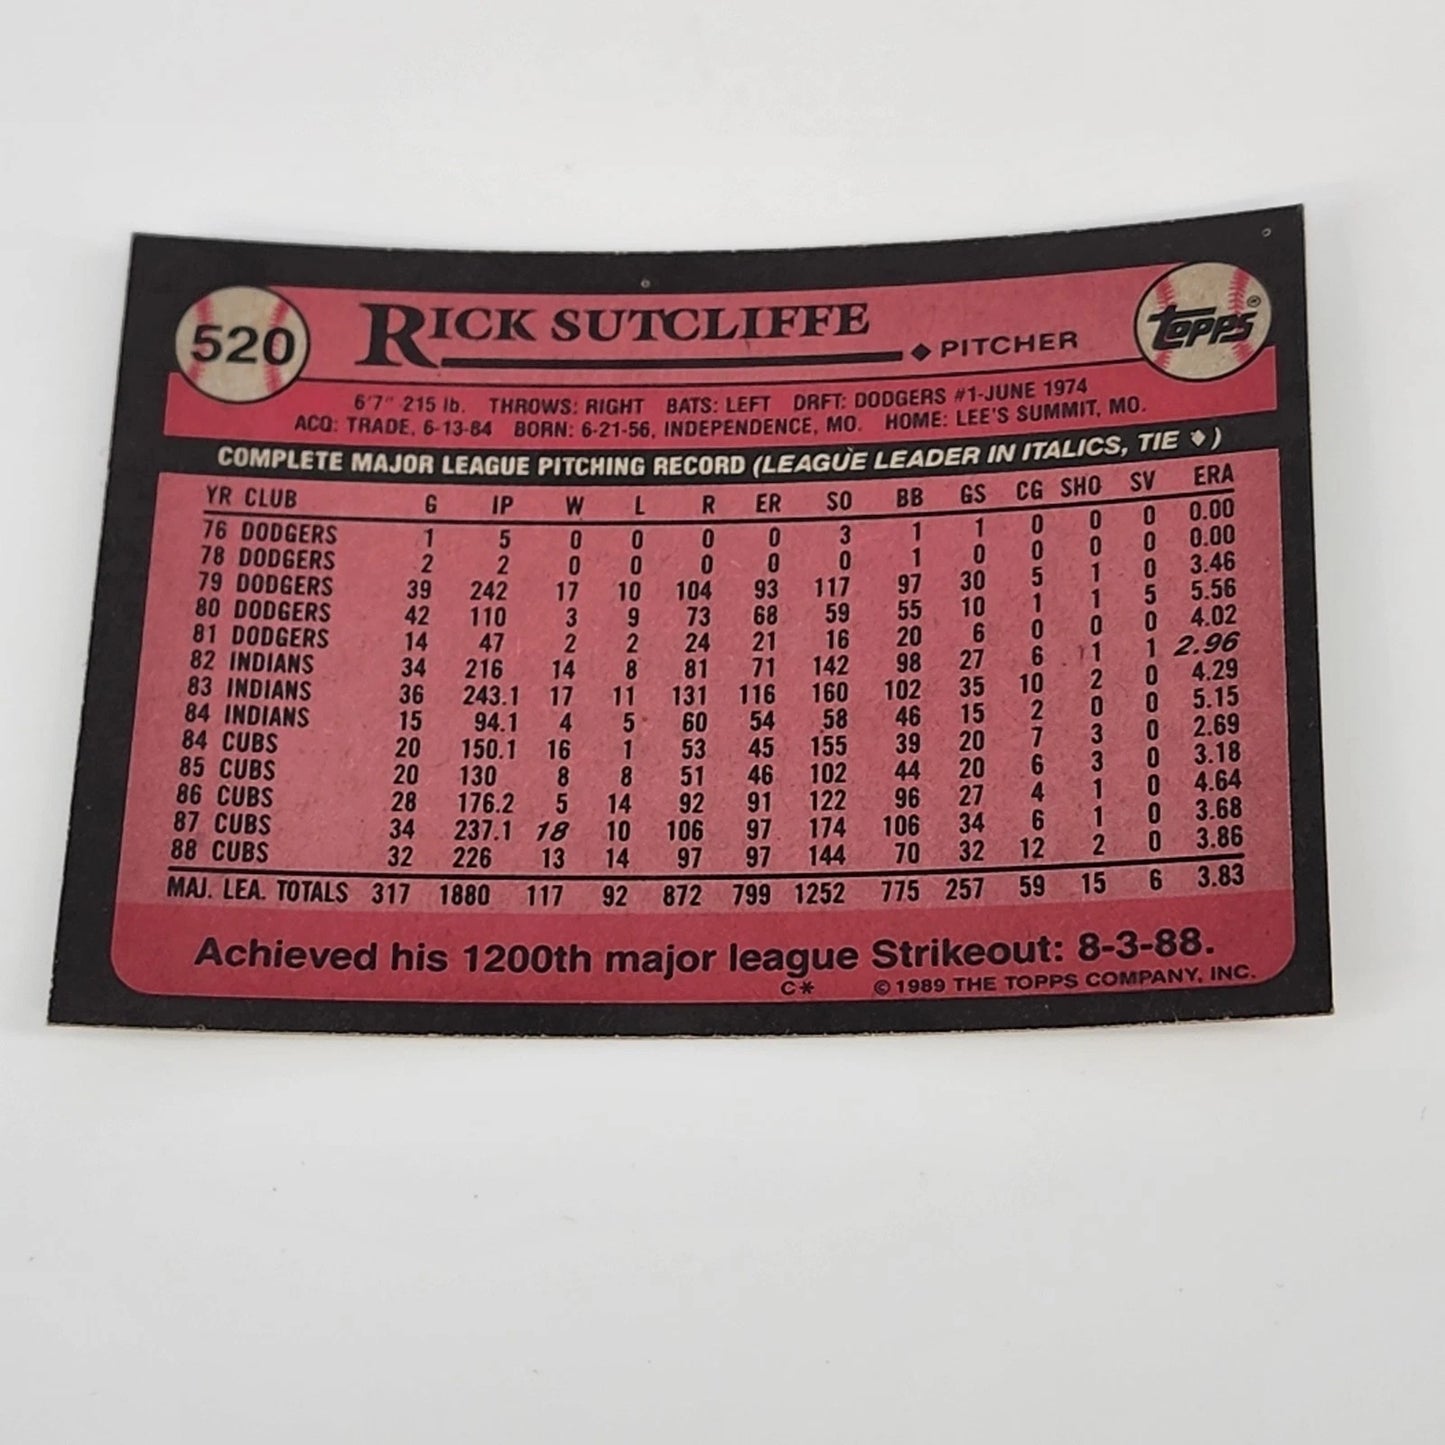 520
RICK SUTCLIFFE ◆ PITCHER
TOPPS®
6'7" 215 lb. THROWS: RIGHT BATS: LEFT DRFT: DODGERS #1-JUNE 1974
ACQ: TRADE, 6-13-84 BORN: 6-21-56, INDEPENDENCE, MO. HOME: LEE'S SUMMIT, MO.
COMPLETE MAJOR LEAGUE PITCHING RECORD (LEAGUE LEADER IN ITALICS, TIE ◆)
YR CLUB G IP W L R ER SO BB GS CG SHO SV ERA
76 DODGERS 1 5 0 0 0 0 3 1 1 0 0 0 0.00
78 DODGERS 2 2 0 0 0 0 0 1 0 0 0 0 0.00
79 DODGERS 39 242 17 10 104 93 117 97 30 5 1 0 3.46
80 DODGERS 42 110 3 9 73 68 59 55 10 1 1 5 5.56
81 DODGERS 14 47 2 2 24 21 16 20 6 0 0 0 4.02
82 INDIANS 34 216 14 8 81 71 142 98 27 6 1 1 2.96
83 INDIANS 36 243.1 17 11 131 116 160 102 35 10 2 0 4.29
84 INDIANS 15 94.1 4 5 60 54 58 46 15 2 0 0 5.15
84 CUBS 20 150.1 16 1 53 45 155 39 20 7 3 0 2.69
85 CUBS 20 130 8 8 51 46 102 44 20 6 3 0 3.18
86 CUBS 28 176.2 5 14 92 91 122 96 27 4 1 0 4.64
87 CUBS 34 237.1 18 10 106 97 174 106 34 6 1 0 3.68
88 CUBS 32 226 13 14 97 97 144 70 32 12 2 0 3.86
MAJ. LEA. TOTALS 317 1880 117 92 872 799 1252 775 257 59 15 6 3.83
Achieved his 1200th major league Strikeout: 8-3-88.
C* © 1989 THE TOPPS COMPANY, INC.